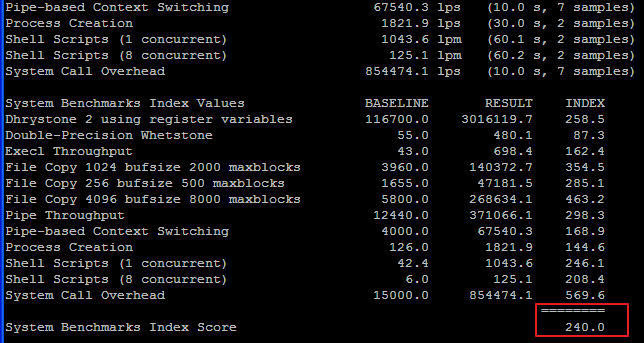 Pipe-based Context Switching 67540.3 lps (10.0 s, 7 samples)
Process Creation 1821.9 lps (30.0 s, 2 samples)
Shell Scripts (1 concurrent) 1043.6 lpm (60.1 s, 2 samples)
Shell Scripts (8 concurrent) 125.1 lpm (60.2 s, 2 samples)
System Call Overhead 854474.1 lps (10.0 s, 7 samples)
System Benchmarks Index Values BASELINE RESULT INDEX
Dhrystone 2 using register variables 116700.0 3016119.7 258.5
Double-Precision Whetstone 55.0 480.1 87.3
Execl Throughput 43.0 698.4 162.4
File Copy 1024 bufsize 2000 maxblocks 3960.0 140372.7 354.5
File Copy 256 bufsize 500 maxblocks 1655.0 47181.5 285.1
File Copy 4096 bufsize 8000 maxblocks 5800.0 268634.1 463.2
Pipe Throughput 12440.0 371066.1 298.3
Pipe-based Context Switching 4000.0 67540.3 168.9
Process Creation 126.0 1821.9 144.6
Shell Scripts (1 concurrent) 42.4 1043.6 246.1
Shell Scripts (8 concurrent) 6.0 125.1 208.4
System Call Overhead 15000.0 854474.1 569.6
========
System Benchmarks Index Score 240.0